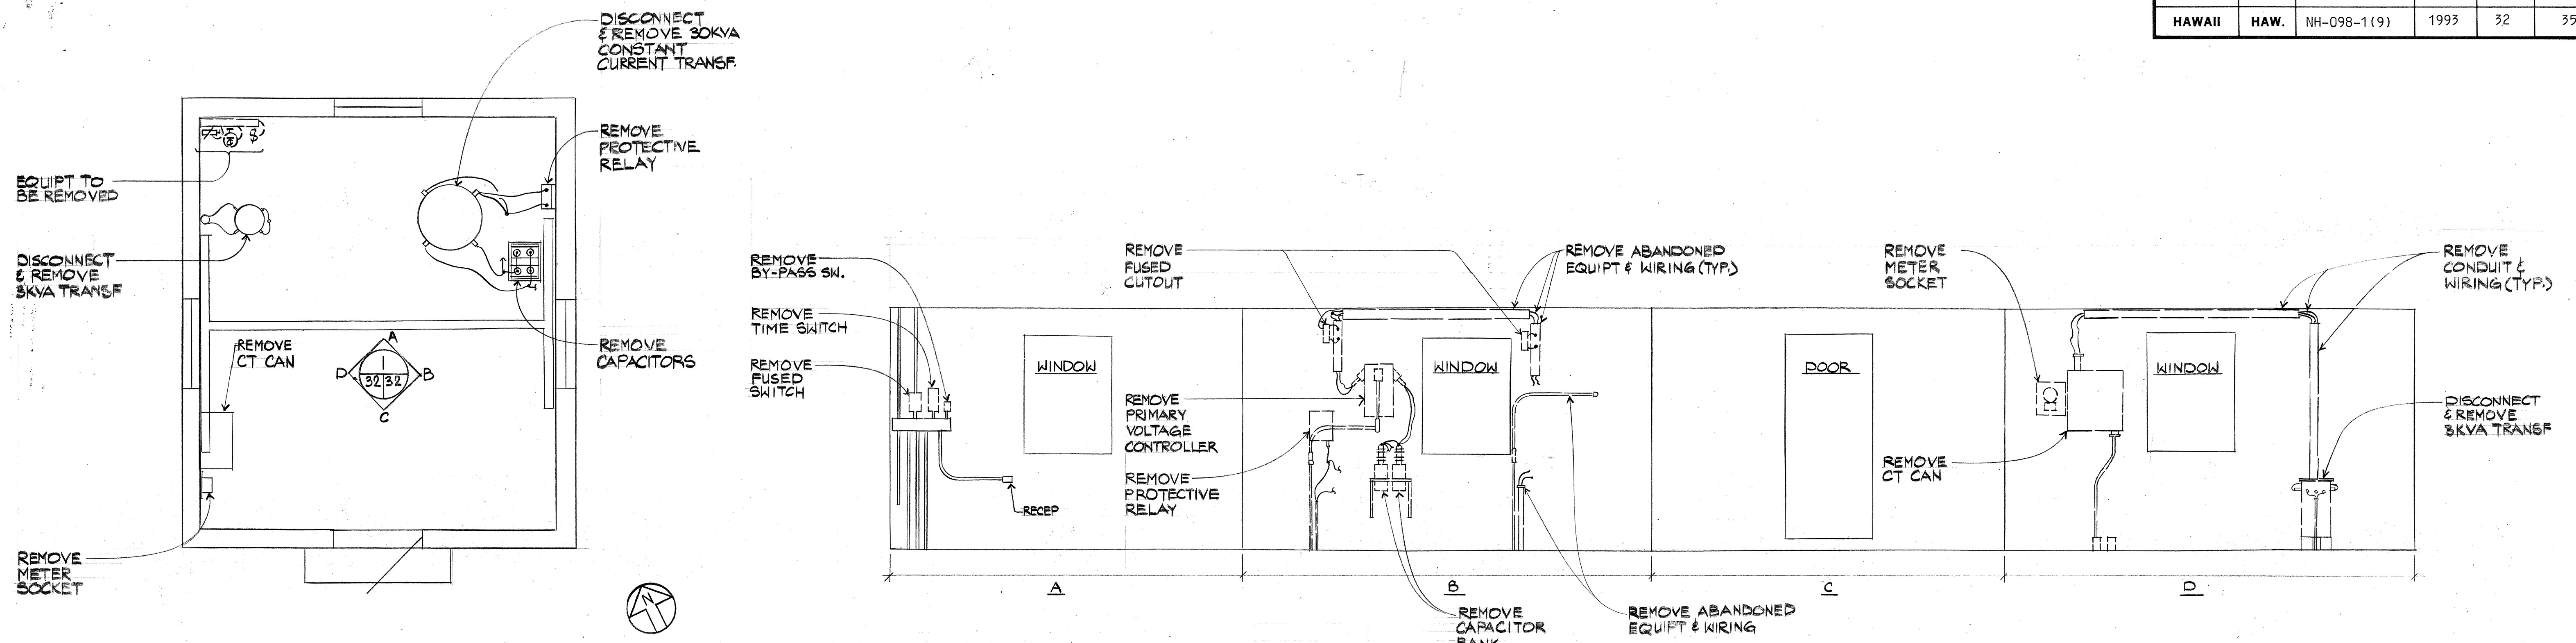 HAWAII HAW. NH-098-1(9) 1993 32 35
DISCONNECT
& REMOVE 30KVA
CONSTANT
CURRENT TRANSF.
REMOVE
PROTECTIVE
RELAY
EQUIPT TO
BE REMOVED
DISCONNECT
& REMOVE
3KVA TRANSF
REMOVE
CT CAN
A
D
B
C
1
32 32
REMOVE
CAPACITORS
REMOVE
METER
SOCKET
N
REMOVE
BY-PASS SW.
REMOVE
TIME SWITCH
REMOVE
FUSED
SWITCH
WINDOW
RECEP
REMOVE
FUSED
CUTOUT
REMOVE ABANDONED
EQUIPT & WIRING (TYP.)
REMOVE
PRIMARY
VOLTAGE
CONTROLLER
WINDOW
REMOVE
PROTECTIVE
RELAY
DOOR
REMOVE
METER
SOCKET
REMOVE
CONDUIT &
WIRING (TYP.)
WINDOW
REMOVE
CT CAN
DISCONNECT
& REMOVE
3KVA TRANSF
A
B
C
D
REMOVE
CAPACITOR
BANK
REMOVE ABANDONED
EQUIPT & WIRING